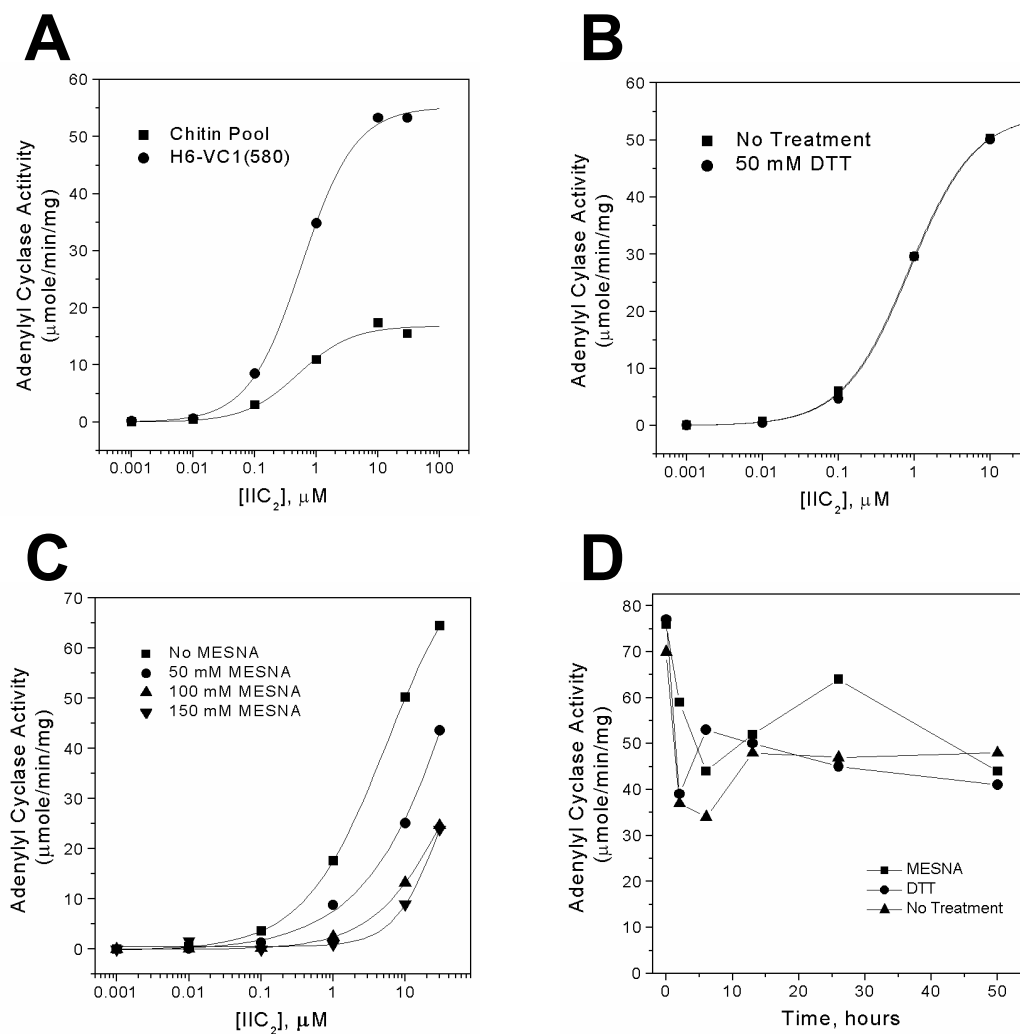 A
60
50
40
30
20
10
0
Adenylyl Cyclase Actitvity
(μmole/min/mg)
Chitin Pool
H6-VC1(580)
0.001 0.01 0.1 1 10 100
[IIC2], μM
B
60
50
40
30
20
10
0
Adenylyl Cylase Activity
(μmole/min/mg)
No Treatment
50 mM DTT
0.001 0.01 0.1 1 10
[IIC2], μM
C
70
60
50
40
30
20
10
0
Adenylyl Cyclase Activity
(μmole/min/mg)
No MESNA
50 mM MESNA
100 mM MESNA
150 mM MESNA
0.001 0.01 0.1 1 10
[IIC2], μM
D
80
70
60
50
40
30
20
10
0
Adenylyl Cyclase Activity
(μmole/min/mg)
MESNA
DTT
No Treatment
0 10 20 30 40 50
Time, hours